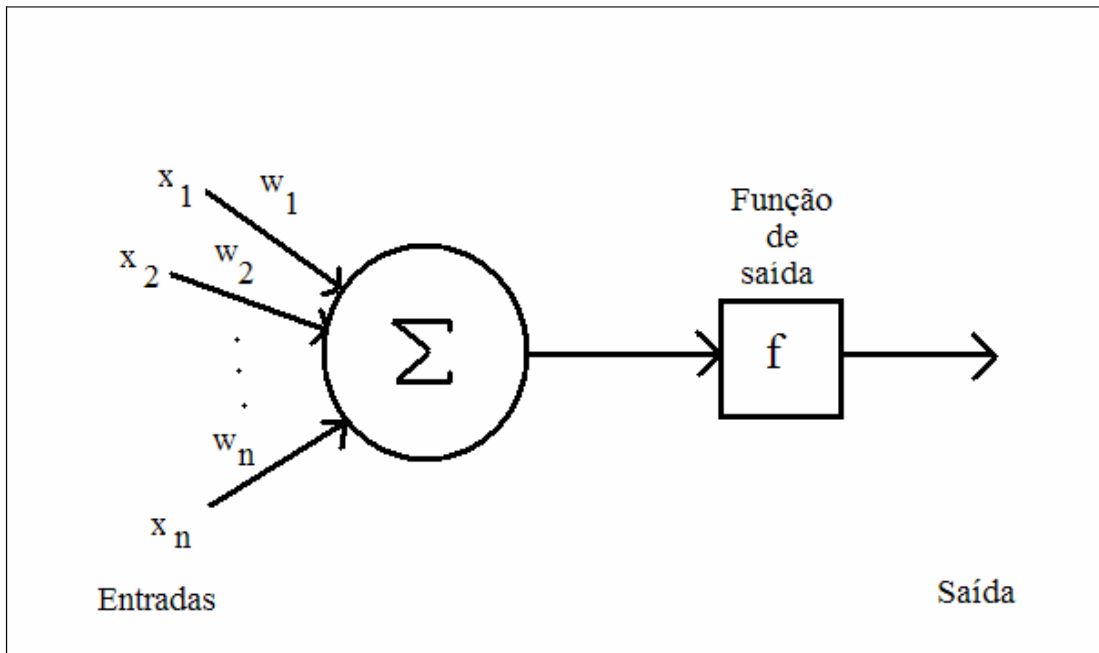 x1
w1
x2
w2
Σ
wn
xn
Função
de
saída
f
Entradas
Saída